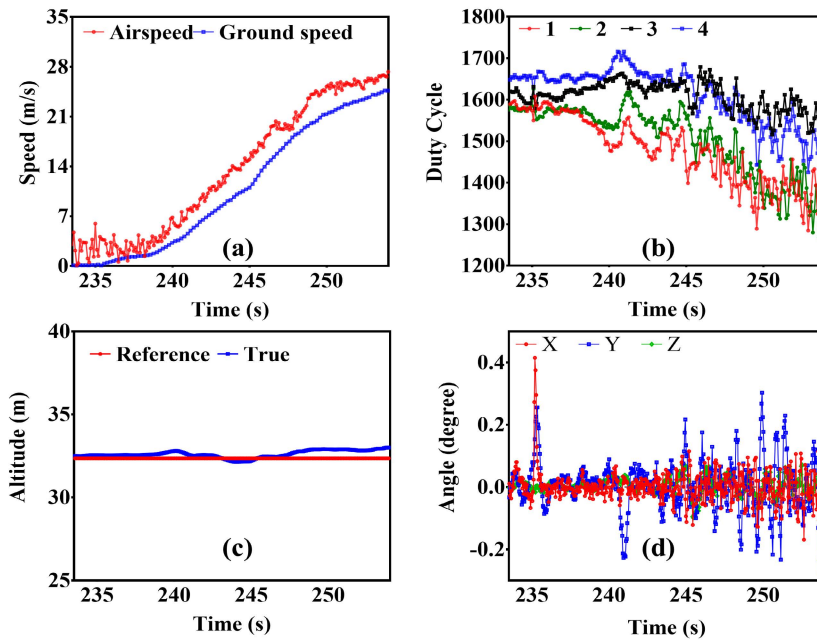 35
28
21
14
7
0
Speed (m/s)
Airspeed Ground speed
(a)
235 240 245 250
Time (s)
1800
1700
1600
1500
1400
1300
1200
Duty Cycle
1 2 3 4
(b)
235 240 245 250
Time (s)
40
35
32
25
Altitude (m)
Reference True
(c)
235 240 245 250
Time (s)
0.4
0.2
0.0
-0.2
Angle (degree)
X Y Z
(d)
235 240 245 250
Time (s)